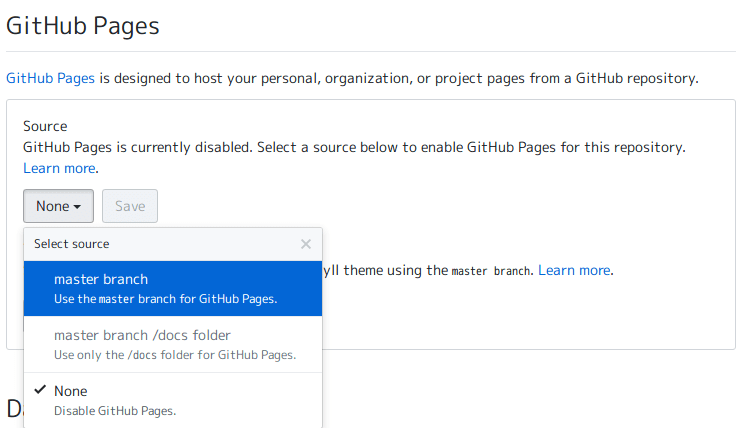 GitHub Pages
GitHub Pages is designed to host your personal, organization, or project pages from a GitHub repository.
Source
GitHub Pages is currently disabled. Select a source below to enable GitHub Pages for this repository.
Learn more.
None Save
Select source
yll theme using the master branch. Learn more.
master branch
Use the master branch for GitHub Pages.
master branch /docs folder
Use only the /docs folder for GitHub Pages.
None
Disable GitHub Pages.